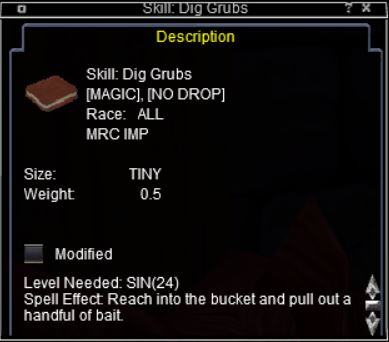 Skill: Dig Grubs
Description
Skill: Dig Grubs
[MAGIC], [NO DROP]
Race: ALL
MRC IMP
Size: TINY
Weight: 0.5
Modified
Level Needed: SIN(24)
Spell Effect: Reach into the bucket and pull out a
handful of bait.